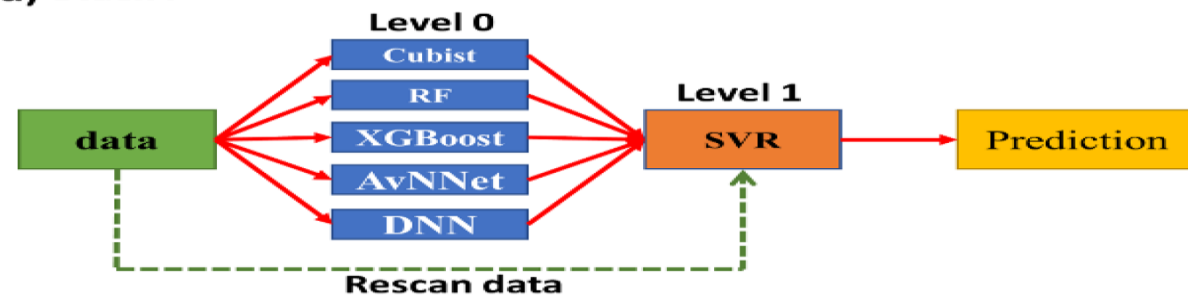 Level 0
Cubist
RF
XGBoost
AvNNet
DNN
data
Level 1
SVR
Prediction
Rescan data